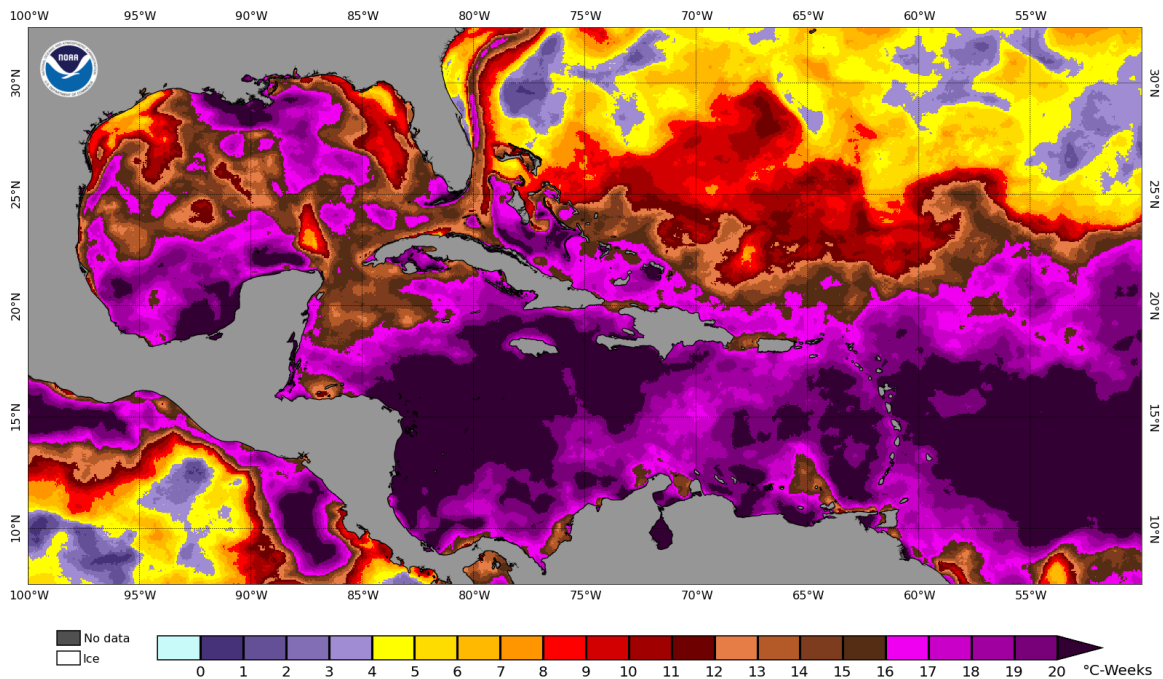 100°W 95°W 90°W 85°W 80°W 75°W 70°W 65°W 60°W 55°W
NOAA
30°N 30°N
25°N 25°N
20°N 20°N
15°N 15°N
10°N 10°N
100°W 95°W 90°W 85°W 80°W 75°W 70°W 65°W 60°W 55°W
No data
Ice
0 1 2 3 4 5 6 7 8 9 10 11 12 13 14 15 16 17 18 19 20 °C-Weeks